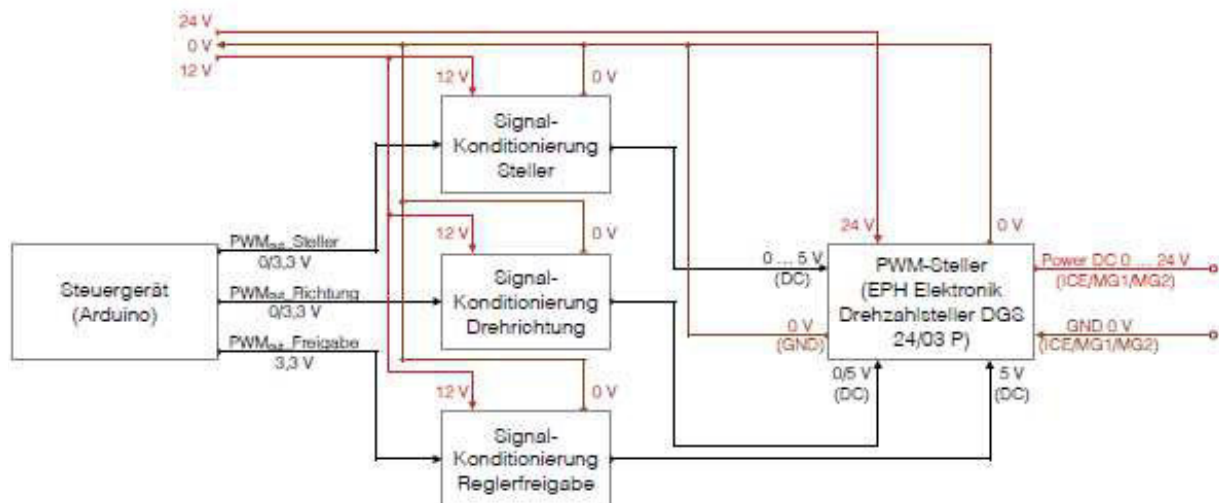 24 V
0 V
12 V
12 V
0 V
Signal-
Konditionierung
Steller
12 V
0 V
Signal-
Konditionierung
Drehrichtung
12 V
0 V
Signal-
Konditionierung
Reglerfreigabe
Steuergerät
(Arduino)
PWMout_Steller
0/3,3 V
PWMout_Richtung
0/3,3 V
PWMout_Freigabe
3,3 V
24 V
0 V
0 ... 5 V
(DC)
PWM-Steller
(EPH Elektronik
Drehzahlsteller DGS
24/03 P)
Power DC 0 ... 24 V
(ICE/MG1/MG2)
0 V
(GND)
GND 0 V
(ICE/MG1/MG2)
0/5 V
(DC)
5 V
(DC)